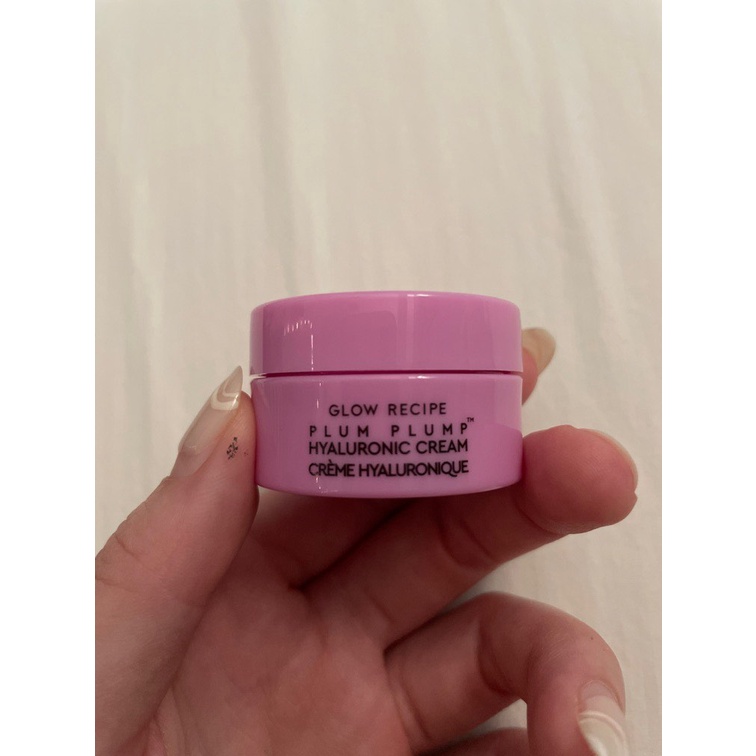 GLOW RECIPE
PLUM PLUMP™
HYALURONIC CREAM
CRÈME HYALURONIQUE